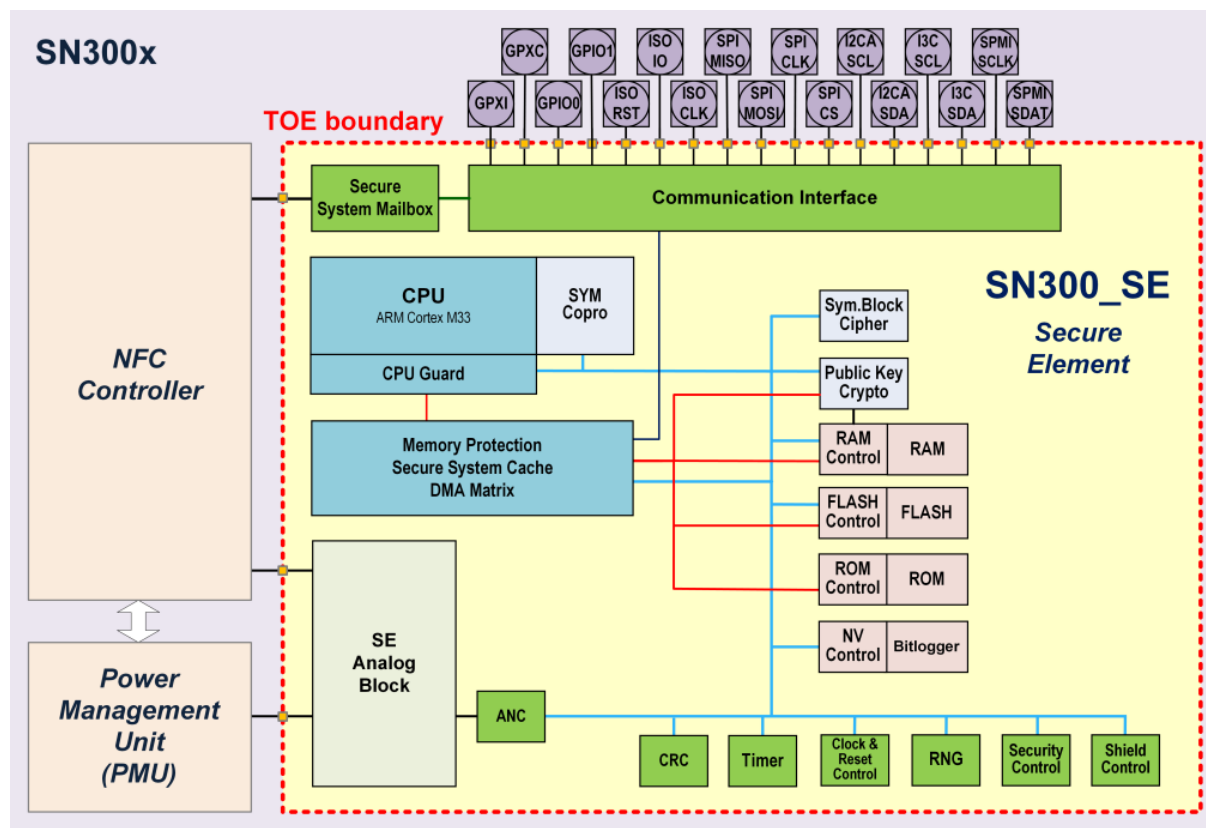 SN300x
GPXC
GPIO1
ISO
IO
SPI
MISO
SPI
CLK
I2CA
SCL
I3C
SCL
SPMI
SCLK
GPXI
GPIO0
ISO
RST
ISO
CLK
SPI
MOSI
SPI
CS
I2CA
SDA
I3C
SDA
SPMI
SDAT
TOE boundary
Secure
System Mailbox
Communication Interface
NFC
Controller
CPU
ARM Cortex M33
SYM
Copro
CPU Guard
SN300_SE
Secure
Element
Sym.Block
Cipher
Public Key
Crypto
Memory Protection
Secure System Cache
DMA Matrix
RAM
Control
RAM
FLASH
Control
FLASH
ROM
Control
ROM
NV
Control
Bitlogger
SE
Analog
Block
Power
Management
Unit
(PMU)
ANC
CRC
Timer
Clock &
Reset
Control
RNG
Security
Control
Shield
Control